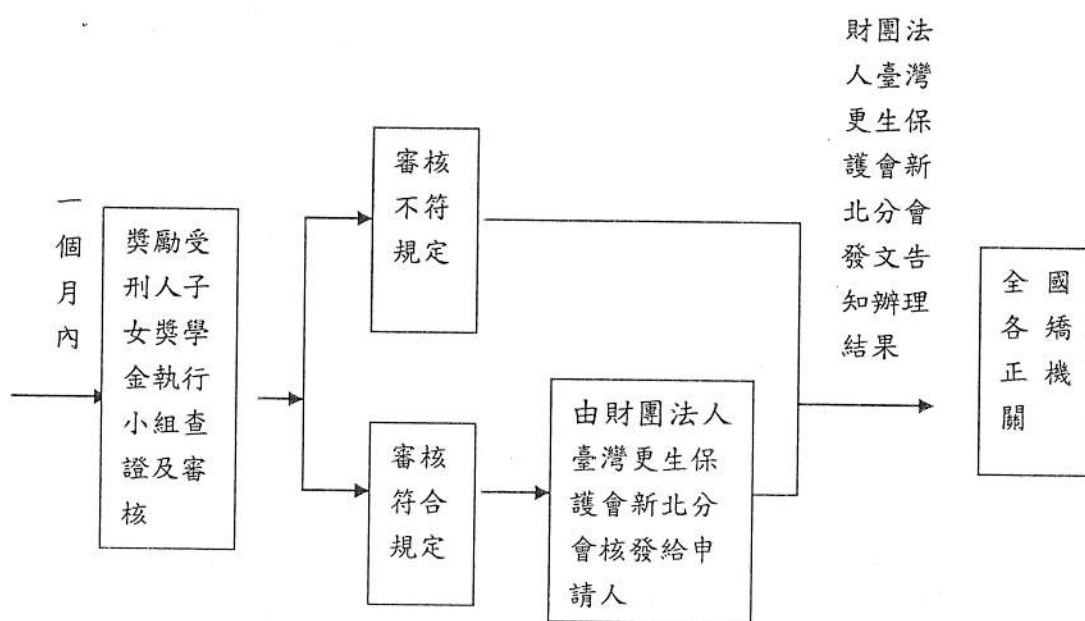 一
個
月
內
獎勵受
刑人子
女獎學
金執行
小組查
證及審
核
審核
不符
規定
審核
符合
規定
由財團法人
臺灣更生保
護會新北分
會核發給申
請人
財團法
人臺灣
更生保
護會新
北分會
發文告
知辦理
結果
全國
各矯
正機
關